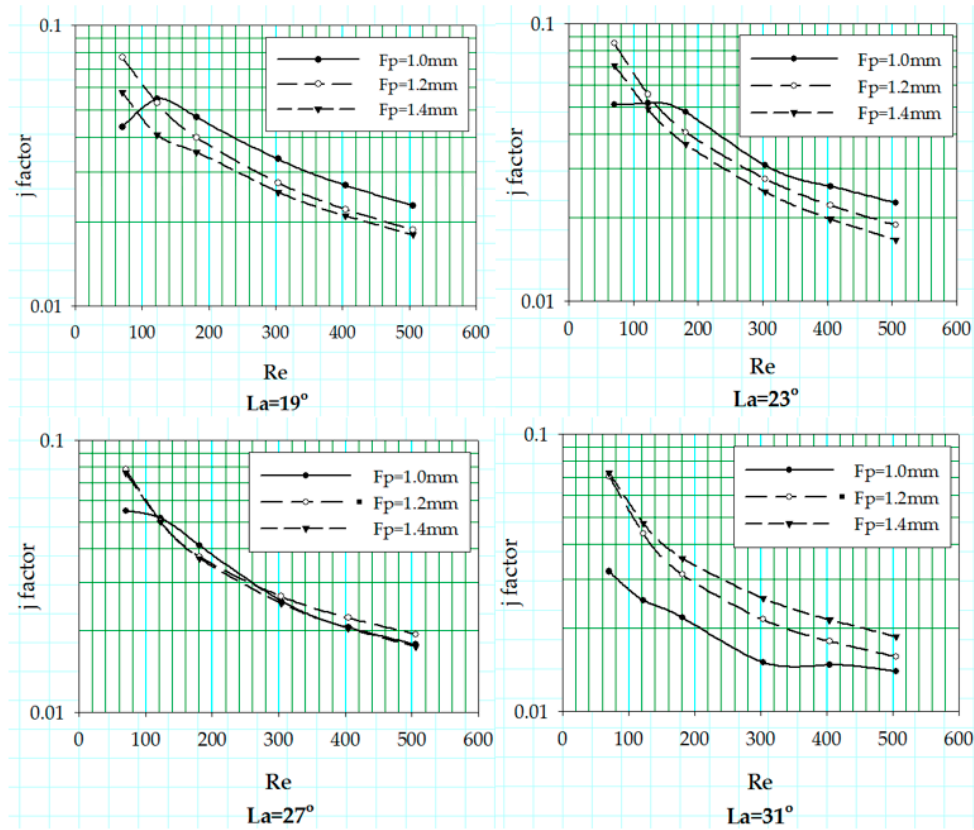 0.1
Fp=1.0mm
Fp=1.2mm
Fp=1.4mm
j factor
0.01
0 100 200 300 400 500 600
Re
La=19°
0.1
Fp=1.0mm
Fp=1.2mm
Fp=1.4mm
j factor
0.01
0 100 200 300 400 500 600
Re
La=23°
0.1
Fp=1.0mm
Fp=1.2mm
Fp=1.4mm
j factor
0.01
0 100 200 300 400 500 600
Re
La=27°
0.1
Fp=1.0mm
Fp=1.2mm
Fp=1.4mm
j factor
0.01
0 100 200 300 400 500 600
Re
La=31°